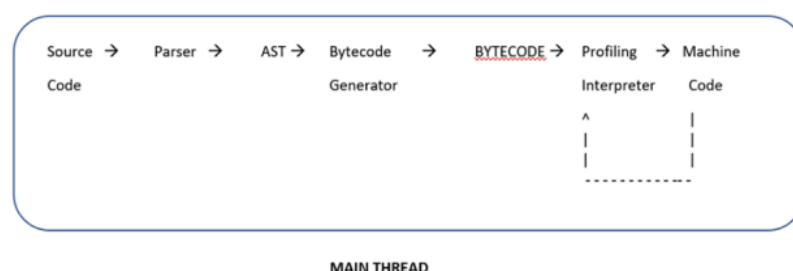 Source → Parser → AST → Bytecode → BYTECODE → Profiling → Machine
Code Generator Interpreter Code
MAIN THREAD